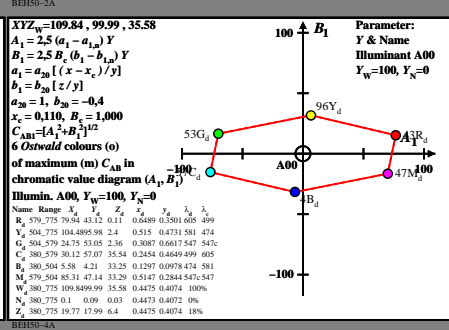 BEH50-2A
XYZw=109.84, 99.99, 35.58
A1 = 2,5 (a1 − a1,n) Y
B1 = 2,5 Bc (b1 − b1,n) Y
a1 = a20 [ ( x − xc ) / y]
b1 = b20 [ z / y]
a20 = 1, b20 = −0,4
xc = 0,110, Bc = 1,000
CAB1=[A1²+B1²]1/2
6 Ostwald colours (o)
of maximum (m) CAB in
chromatic value diagram (A1, B1)
Illumin. A00, Yw=100, YN=0
Name Range Xd Yd Zd xd yd λd λc
Rd 579_775 79.94 43.12 0.11 0.6489 0.3501 605 499
Yd 504_775 104.48 95.98 2.4 0.515 0.4731 581 474
Gd 504_579 24.75 53.05 2.36 0.3087 0.6617 547 547c
Cd 380_579 30.12 57.07 35.54 0.2454 0.4649 499 605
Bd 380_504 5.58 4.21 33.25 0.1297 0.0978 474 581
Md 579_504 85.31 47.14 33.29 0.5147 0.2844 547c 547
Wd 380_775 109.84 99.99 35.58 0.4475 0.4074 100%
Nd 380_775 0.1 0.09 0.03 0.4473 0.4072 0%
Zd 380_775 19.77 17.99 6.4 0.4475 0.4074 18%
100
B1
Parameter:
Y & Name
Illuminant A00
Yw=100, YN=0
96Yd
53Gd
A1
−100
A00
100
47Md
4Bd
−100
BEH50-4A